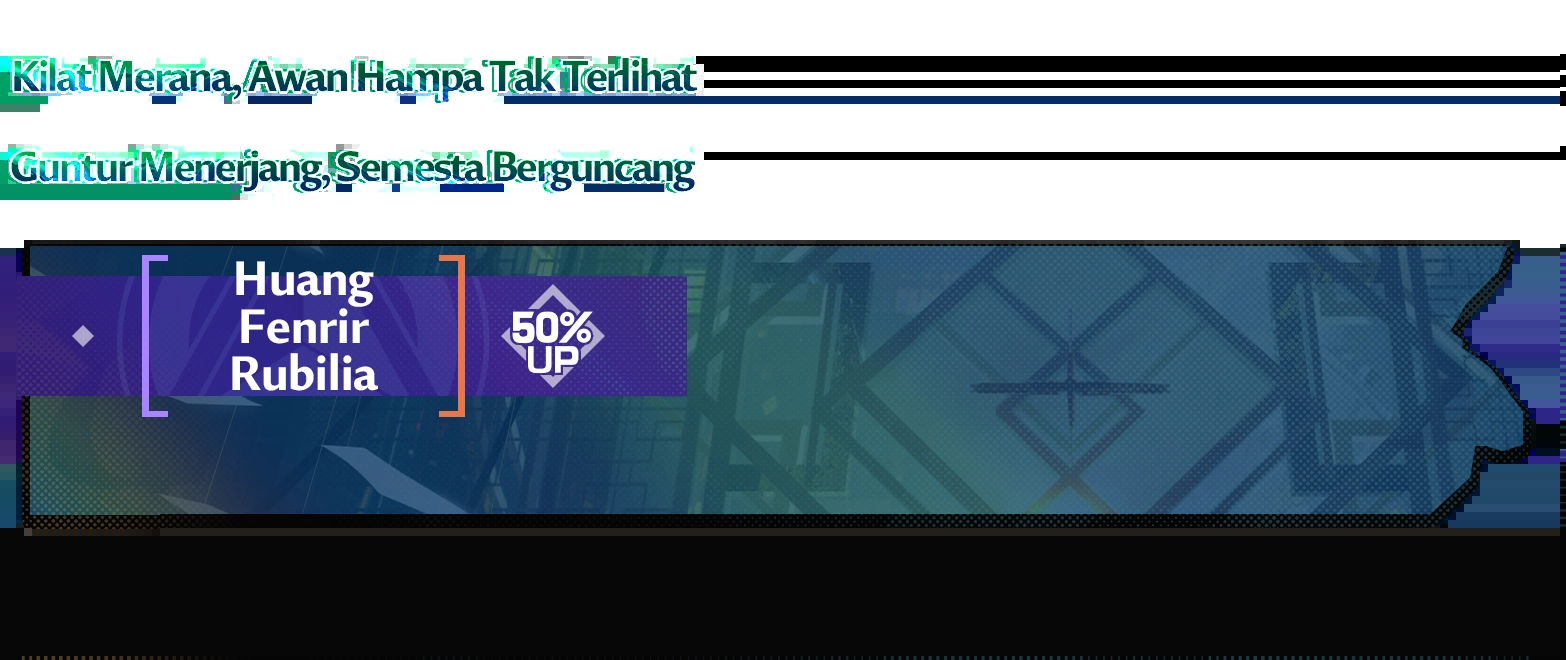 Kilat Merana, Awan Hampa Tak Terlihat
Guntur Menerjang, Semesta Berguncang
Huang
Fenrir
Rubilia
50%
UP